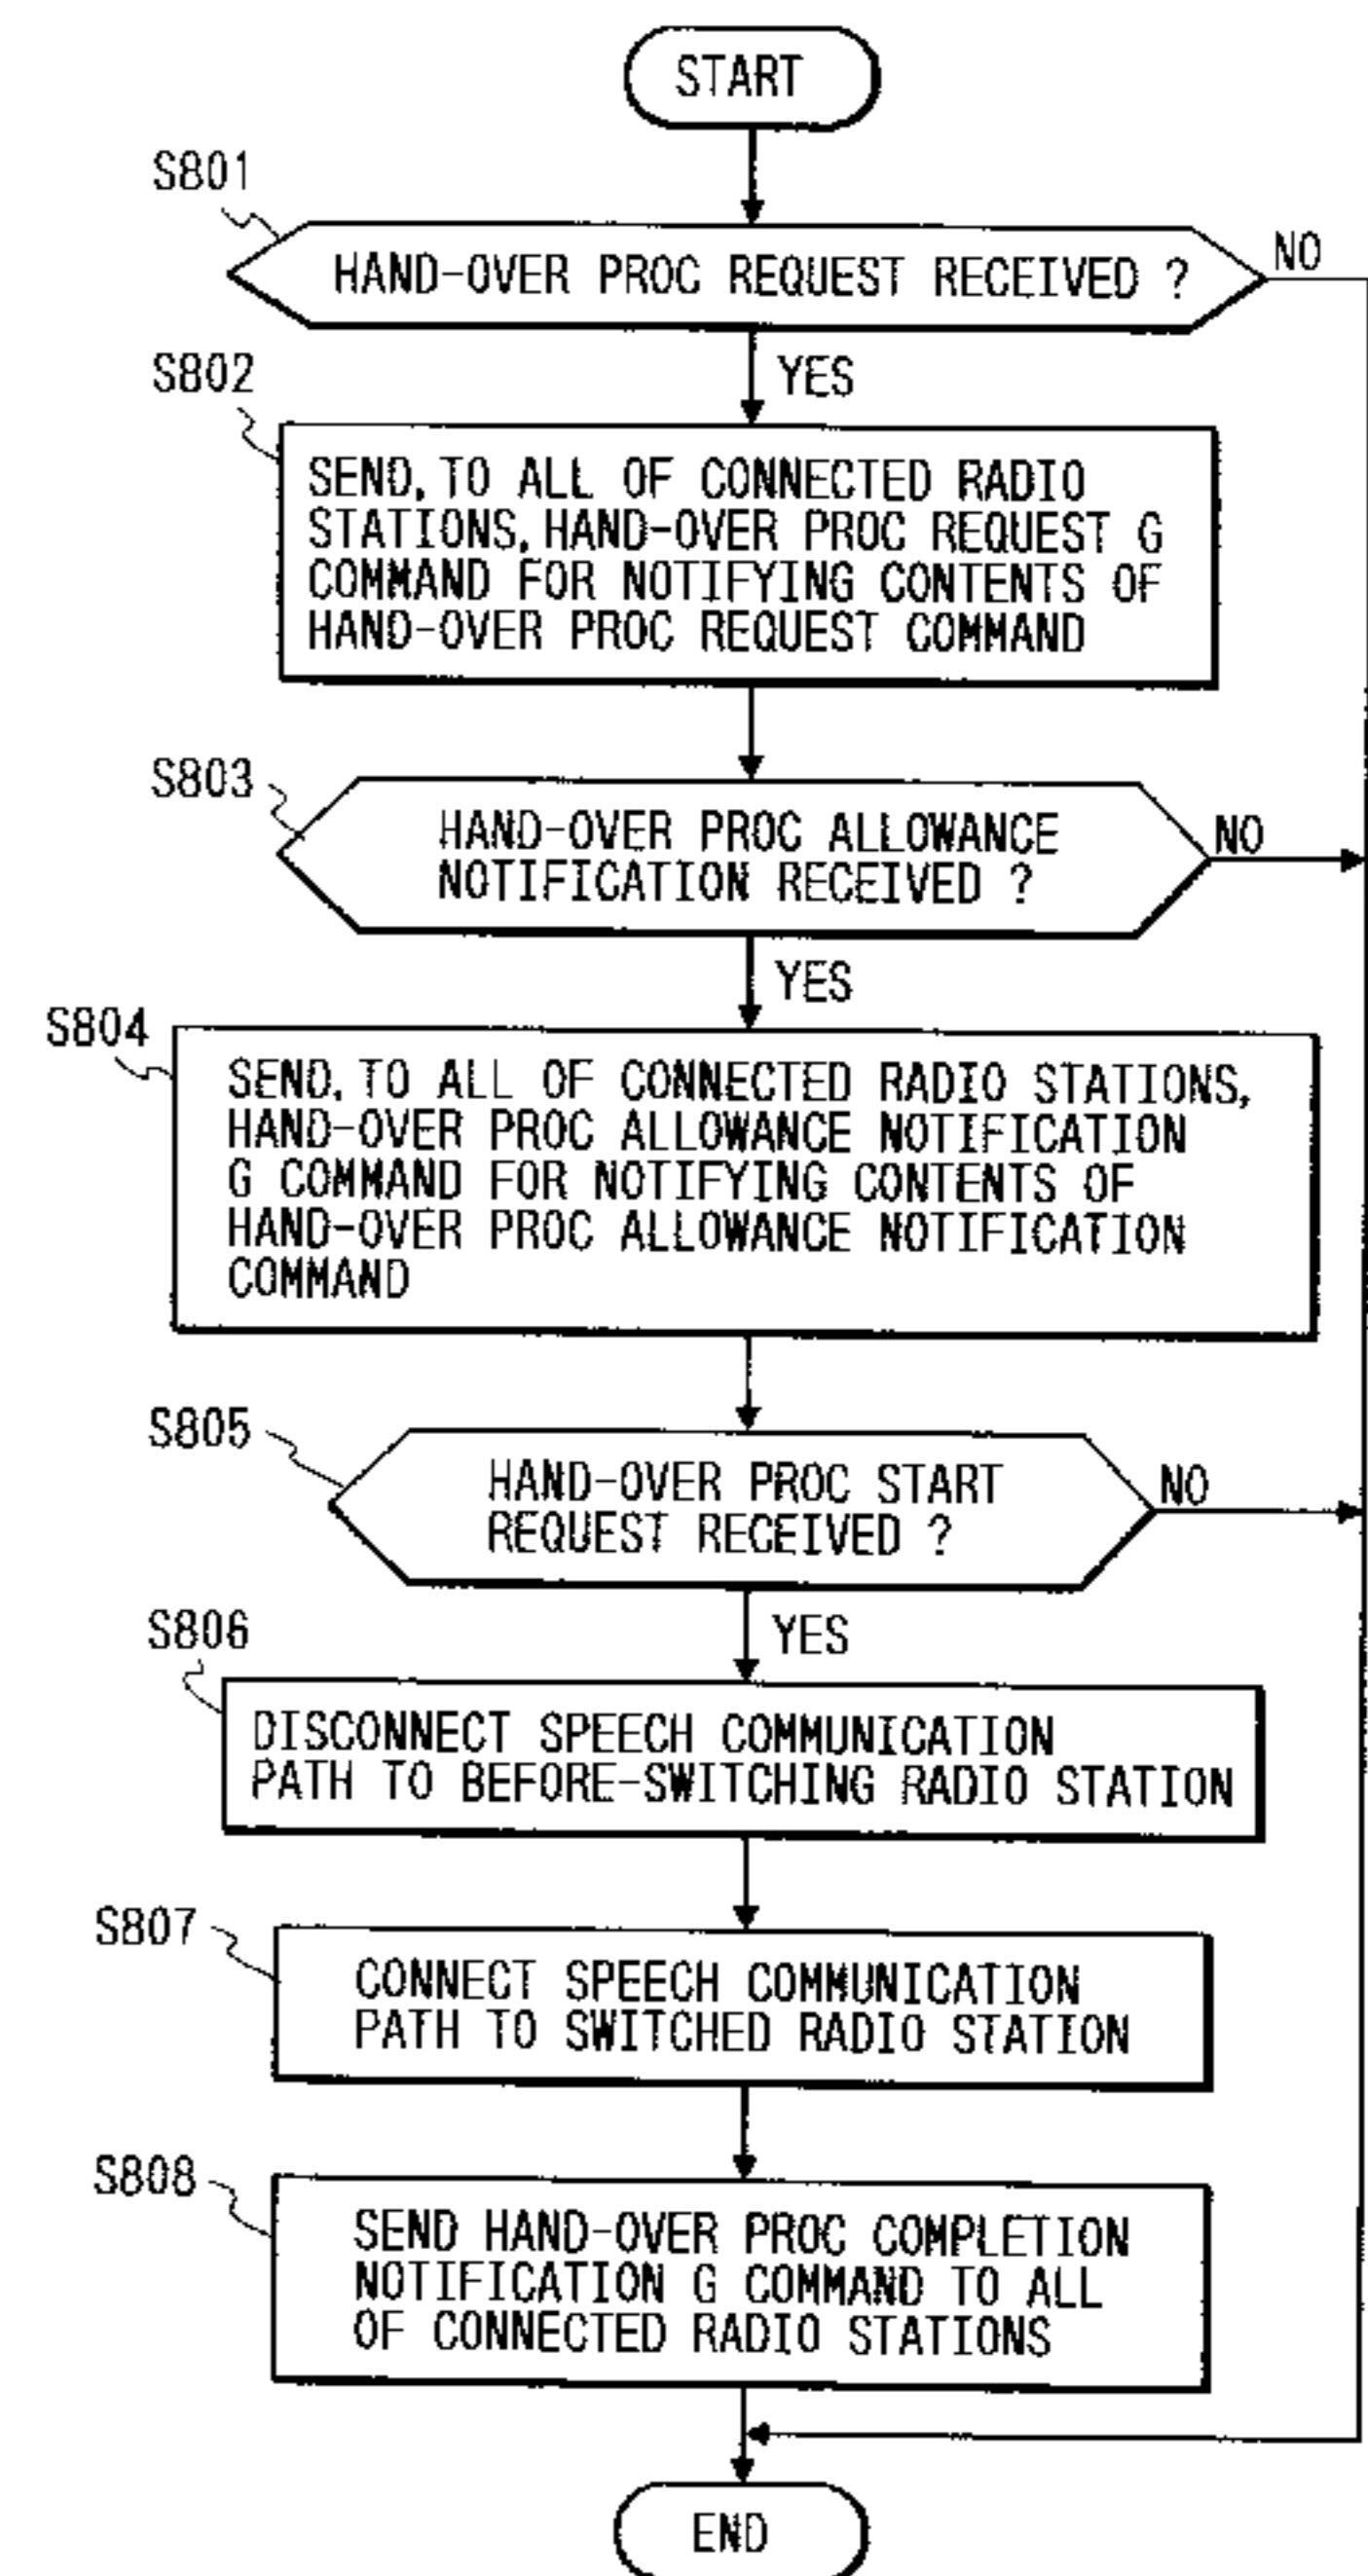 START
S801
HAND-OVER PROC REQUEST RECEIVED ?
NO
YES
S802
SEND, TO ALL OF CONNECTED RADIO
STATIONS, HAND-OVER PROC REQUEST G
COMMAND FOR NOTIFYING CONTENTS OF
HAND-OVER PROC REQUEST COMMAND
S803
HAND-OVER PROC ALLOWANCE
NOTIFICATION RECEIVED ?
NO
YES
S804
SEND, TO ALL OF CONNECTED RADIO STATIONS,
HAND-OVER PROC ALLOWANCE NOTIFICATION
G COMMAND FOR NOTIFYING CONTENTS OF
HAND-OVER PROC ALLOWANCE NOTIFICATION
COMMAND
S805
HAND-OVER PROC START
REQUEST RECEIVED ?
NO
YES
S806
DISCONNECT SPEECH COMMUNICATION
PATH TO BEFORE-SWITCHING RADIO STATION
S807
CONNECT SPEECH COMMUNICATION
PATH TO SWITCHED RADIO STATION
S808
SEND HAND-OVER PROC COMPLETION
NOTIFICATION G COMMAND TO ALL
OF CONNECTED RADIO STATIONS
END